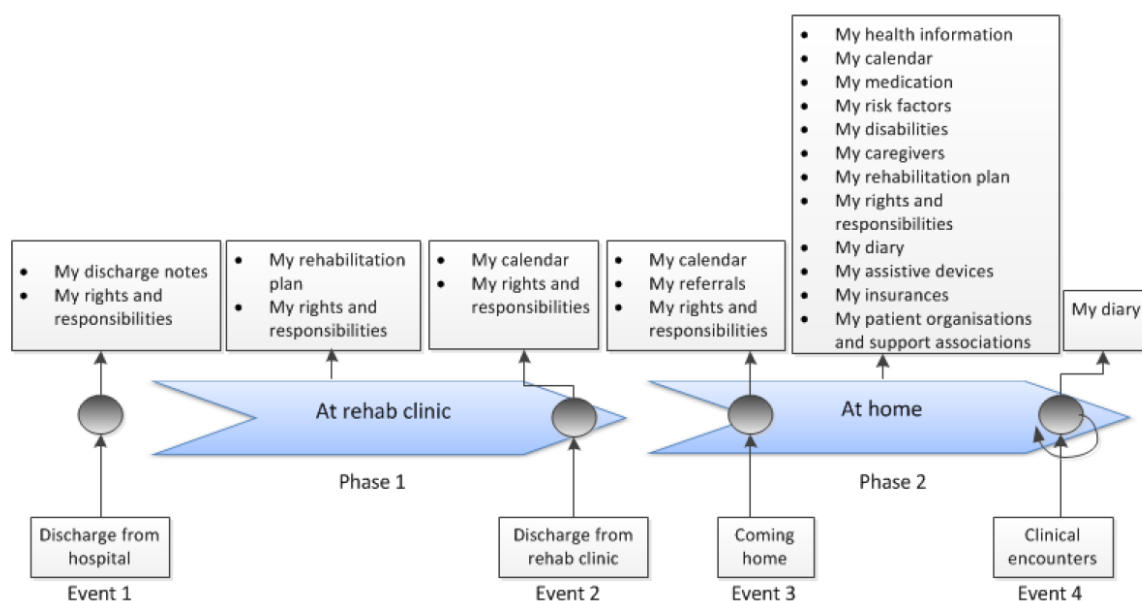 • My health information
• My calendar
• My medication
• My risk factors
• My disabilities
• My caregivers
• My rehabilitation plan
• My rights and
responsibilities
• My diary
• My assistive devices
• My insurances
• My patient organisations
and support associations
• My discharge notes
• My rights and
responsibilities
• My rehabilitation
plan
• My rights and
responsibilities
• My calendar
• My rights and
responsibilities
• My calendar
• My referrals
• My rights and
responsibilities
My diary
At rehab clinic
At home
Phase 1
Phase 2
Discharge from
hospital
Discharge from
rehab clinic
Coming
home
Clinical
encounters
Event 1
Event 2
Event 3
Event 4